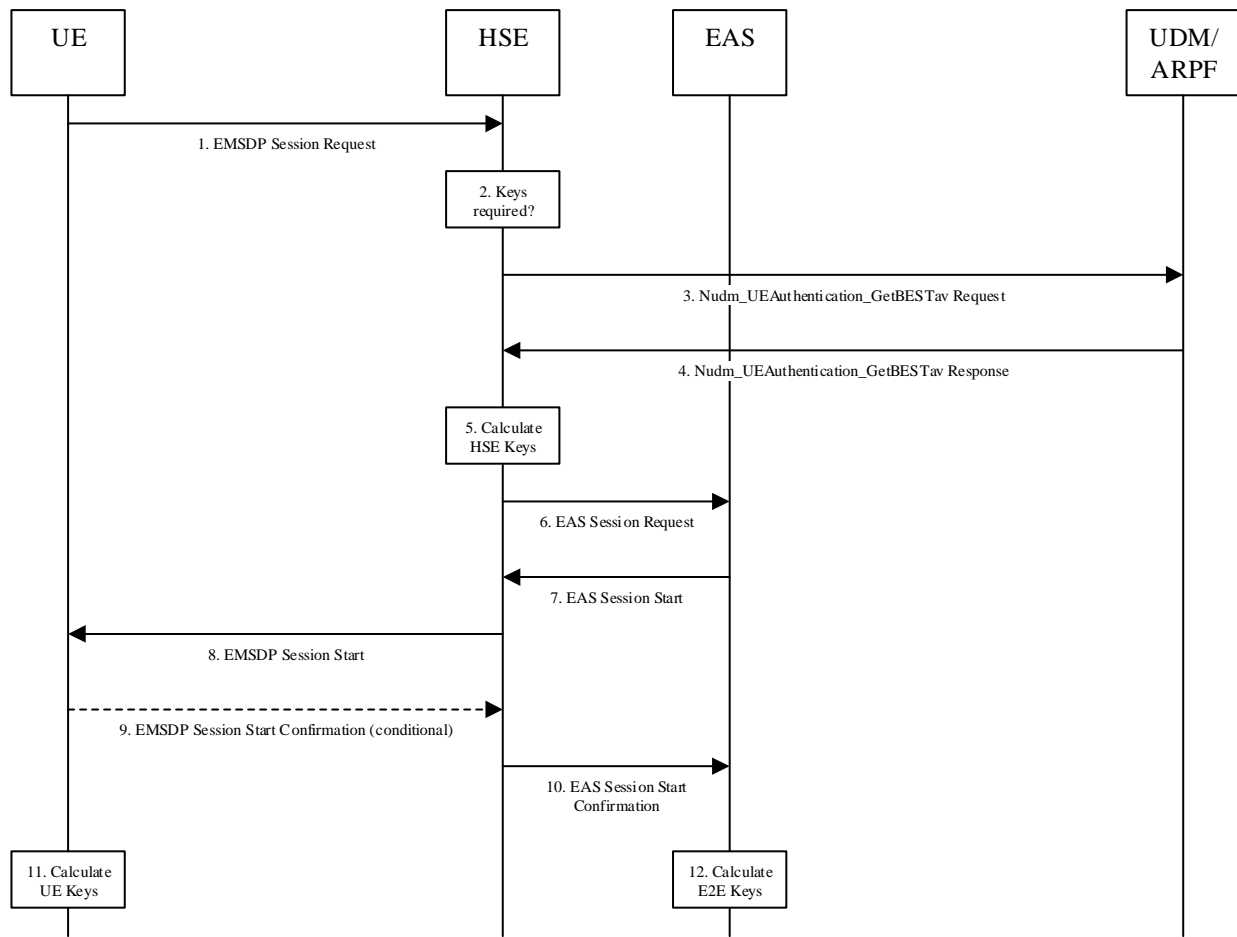 UE
HSE
EAS
UDM/
ARPF
1. EMSDP Session Request
2. Keys
required?
3. Nudm_UEAuthentication_GetBESTav Request
4. Nudm_UEAuthentication_GetBESTav Response
5. Calculate
HSE Keys
6. EAS Session Request
7. EAS Session Start
8. EMSDP Session Start
9. EMSDP Session Start Confirmation (conditional)
10. EAS Session Start
Confirmation
11. Calculate
UE Keys
12. Calculate
E2E Keys